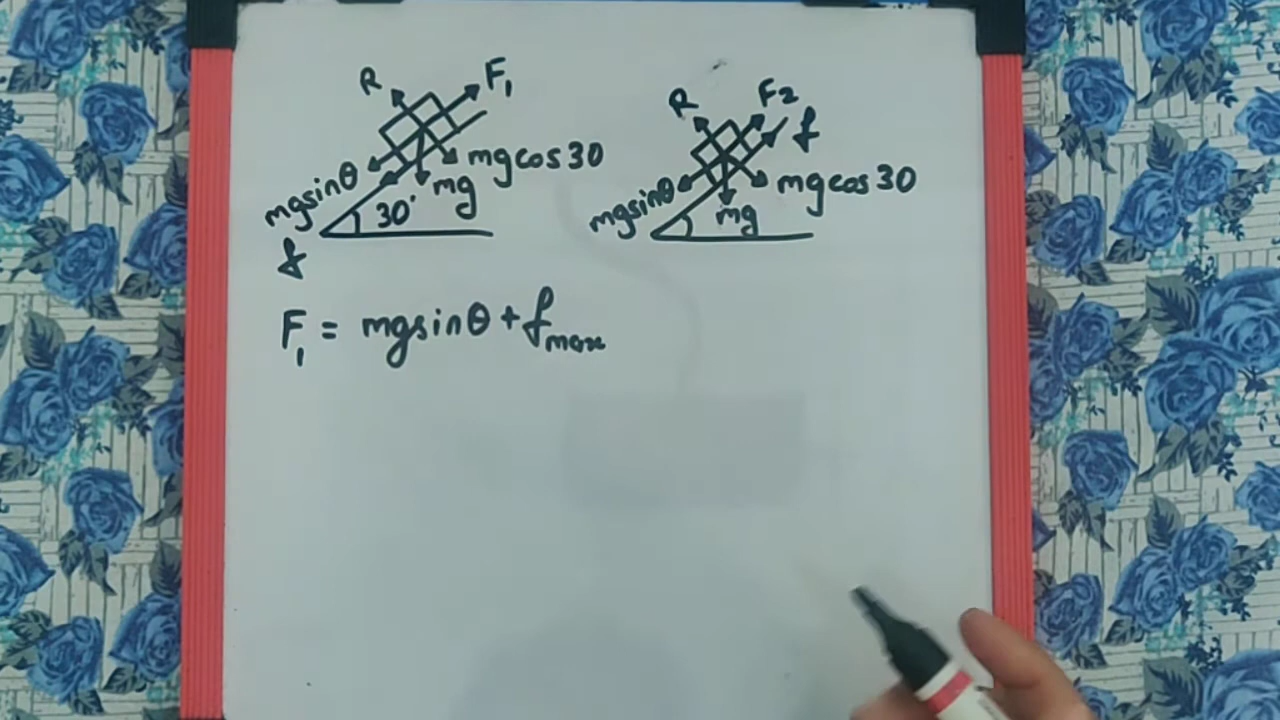 R F₁
mgsinθ mgcos30
mg
30°
f
R F2
f
mgsinθ mgcos30
mg
F₁ = mgsinθ + fmax